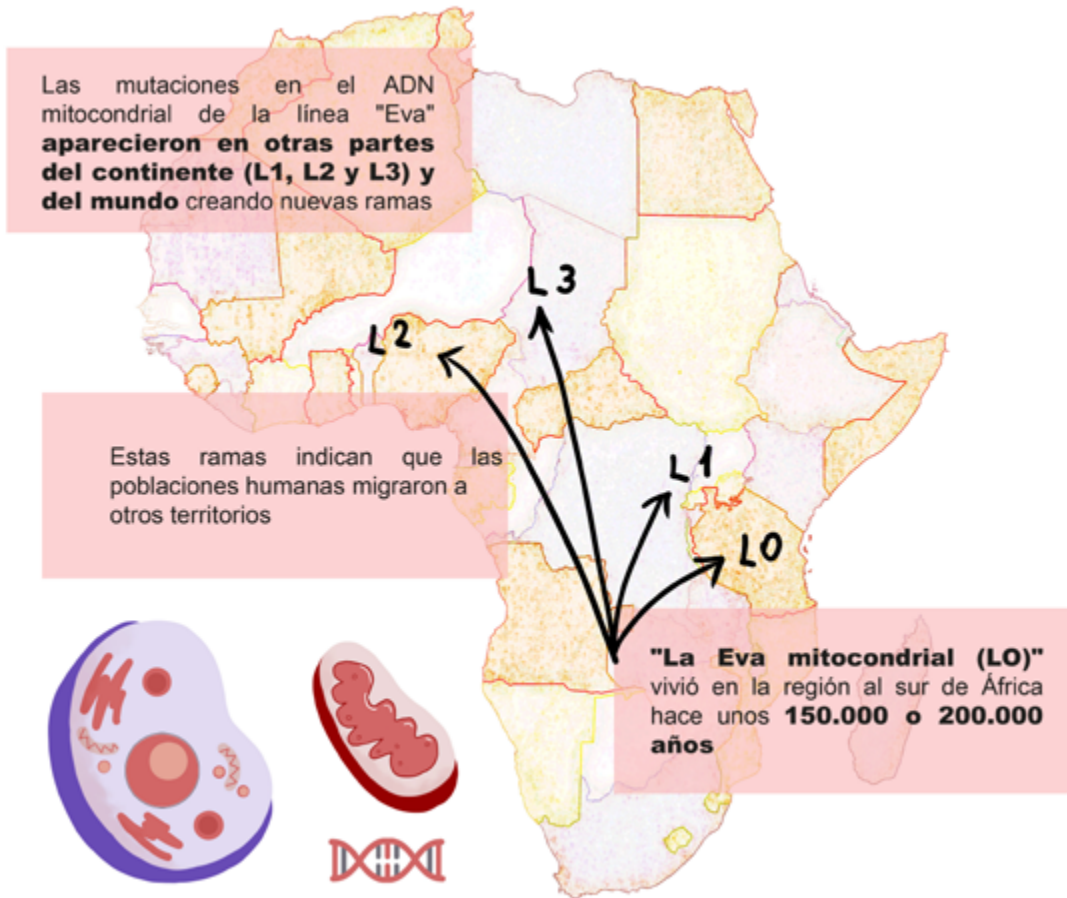 Las mutaciones en el ADN
mitocondrial de la línea "Eva"
aparecieron en otras partes
del continente (L1, L2 y L3) y
del mundo creando nuevas ramas
L3
L2
Estas ramas indican que las
poblaciones humanas migraron a
otros territorios
L1
LO
"La Eva mitocondrial (LO)"
vivió en la región al sur de África
hace unos 150.000 o 200.000
años